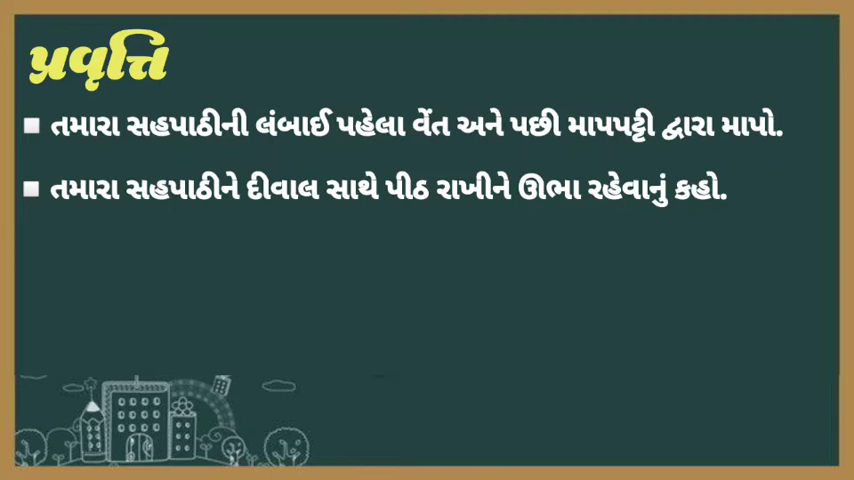 પ્રવૃત્તિ
તમારા સહપાઠીની લંબાઈ પહેલા વેંત અને પછી માપપટ્ટી દ્વારા માપો.
તમારા સહપાઠીને દીવાલ સાથે પીઠ રાખીને ઊભા રહેવાનું કહો.